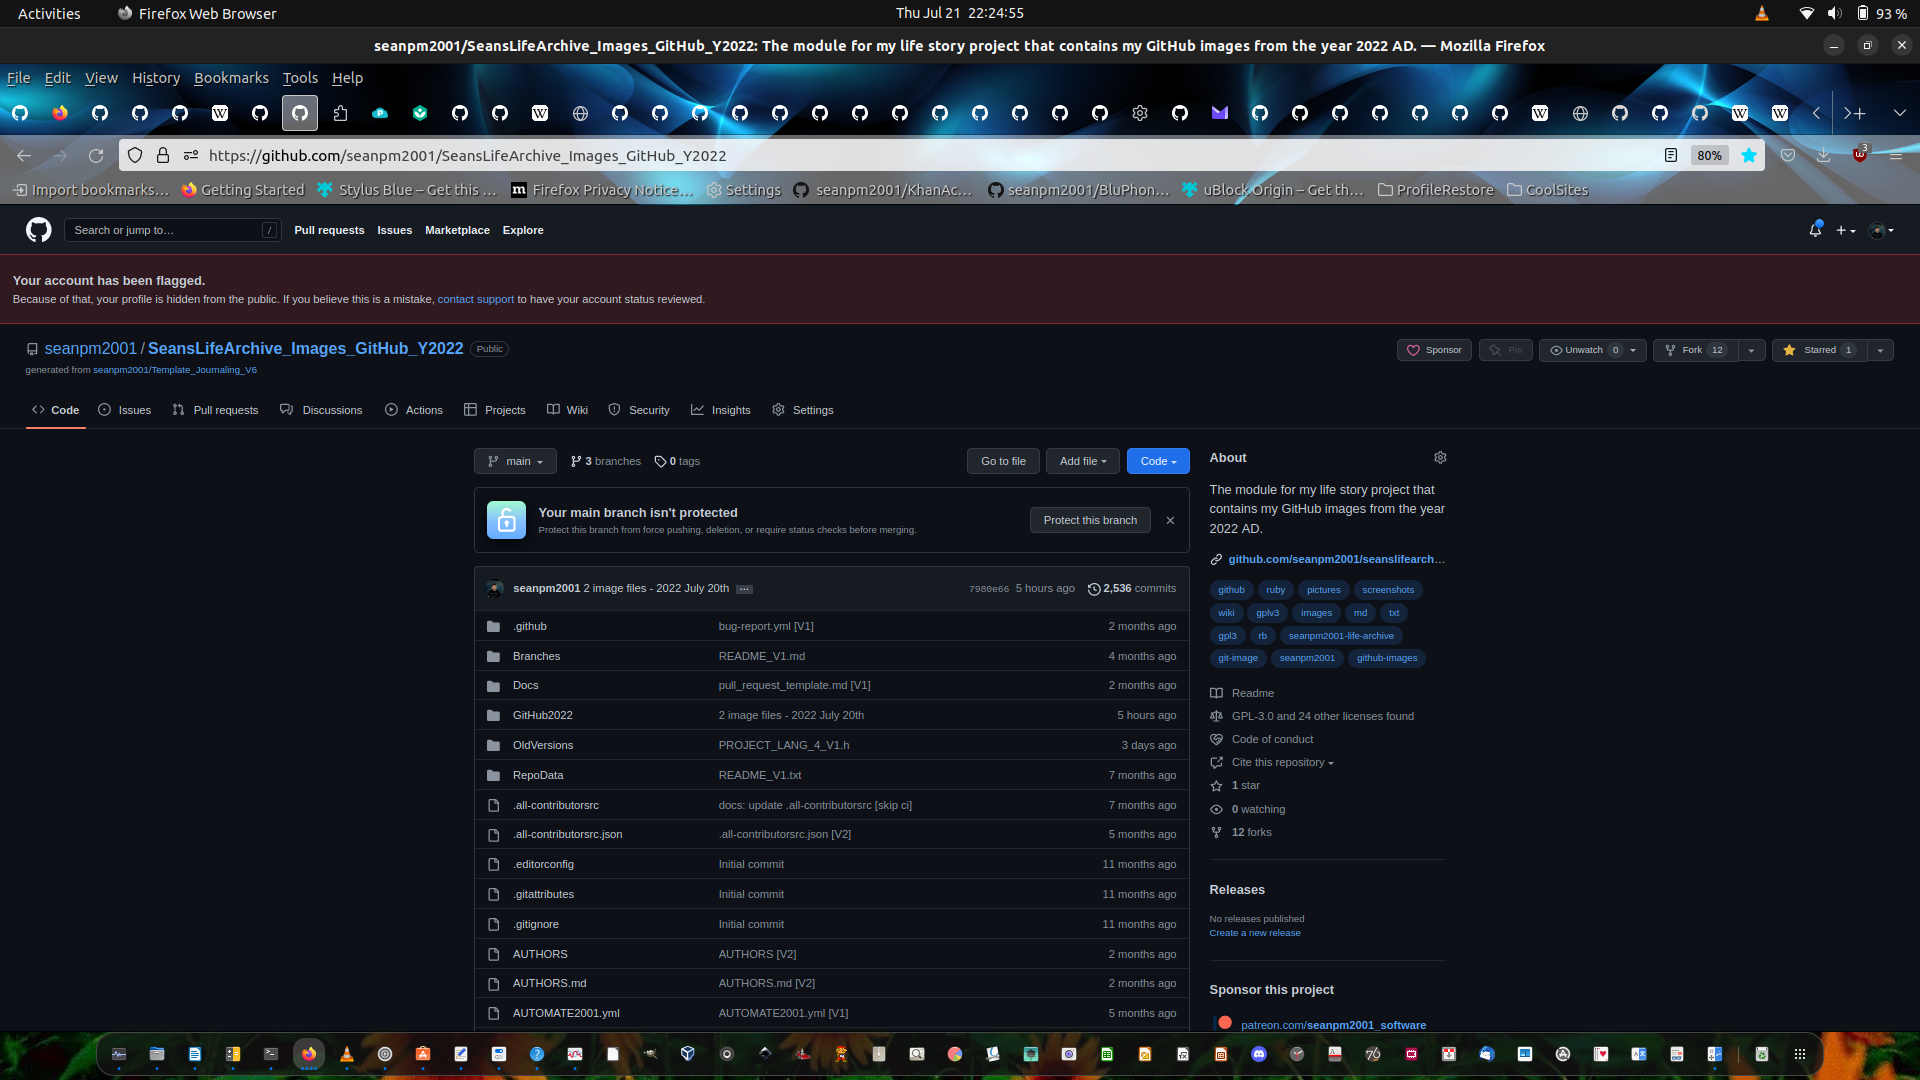 Activities
Firefox Web Browser
Thu Jul 21 22:24:55
93 %
seanpm2001/SeansLifeArchive_Images_GitHub_Y2022: The module for my life story project that contains my GitHub images from the year 2022 AD. — Mozilla Firefox
File Edit View History Bookmarks Tools Help
https://github.com/seanpm2001/SeansLifeArchive_Images_GitHub_Y2022
80%
3
Import bookmarks... Getting Started Stylus Blue – Get this ... Firefox Privacy Notice... Settings seanpm2001/KhanAc... seanpm2001/BluPhon... uBlock Origin – Get th... ProfileRestore CoolSites
Search or jump to… / Pull requests Issues Marketplace Explore
Your account has been flagged.
Because of that, your profile is hidden from the public. If you believe this is a mistake, contact support to have your account status reviewed.
seanpm2001 / SeansLifeArchive_Images_GitHub_Y2022 Public
Sponsor Pin Unwatch 0 Fork 12 Starred 1
generated from seanpm2001/Template_Journaling_V6
Code Issues Pull requests Discussions Actions Projects Wiki Security Insights Settings
main 3 branches 0 tags Go to file Add file Code
Your main branch isn't protected
Protect this branch from force pushing, deletion, or require status checks before merging.
Protect this branch
seanpm2001 2 image files - 2022 July 20th ... 7980e66 5 hours ago 2,536 commits
.github bug-report.yml [V1] 2 months ago
Branches README_V1.md 4 months ago
Docs pull_request_template.md [V1] 2 months ago
GitHub2022 2 image files - 2022 July 20th 5 hours ago
OldVersions PROJECT_LANG_4_V1.h 3 days ago
RepoData README_V1.txt 7 months ago
.all-contributorsrc docs: update .all-contributorsrc [skip ci] 7 months ago
.all-contributorsrc.json .all-contributorsrc.json [V2] 5 months ago
.editorconfig Initial commit 11 months ago
.gitattributes Initial commit 11 months ago
.gitignore Initial commit 11 months ago
AUTHORS AUTHORS [V2] 2 months ago
AUTHORS.md AUTHORS.md [V2] 2 months ago
AUTOMATE2001.yml AUTOMATE2001.yml [V1] 5 months ago
About
The module for my life story project that
contains my GitHub images from the year
2022 AD.
github.com/seanpm2001/seanslifearch…
github ruby pictures screenshots
wiki gplv3 images md txt
gpl3 rb seanpm2001-life-archive
git-image seanpm2001 github-images
Readme
GPL-3.0 and 24 other licenses found
Code of conduct
Cite this repository
1 star
0 watching
12 forks
Releases
No releases published
Create a new release
Sponsor this project
patreon.com/seanpm2001_software